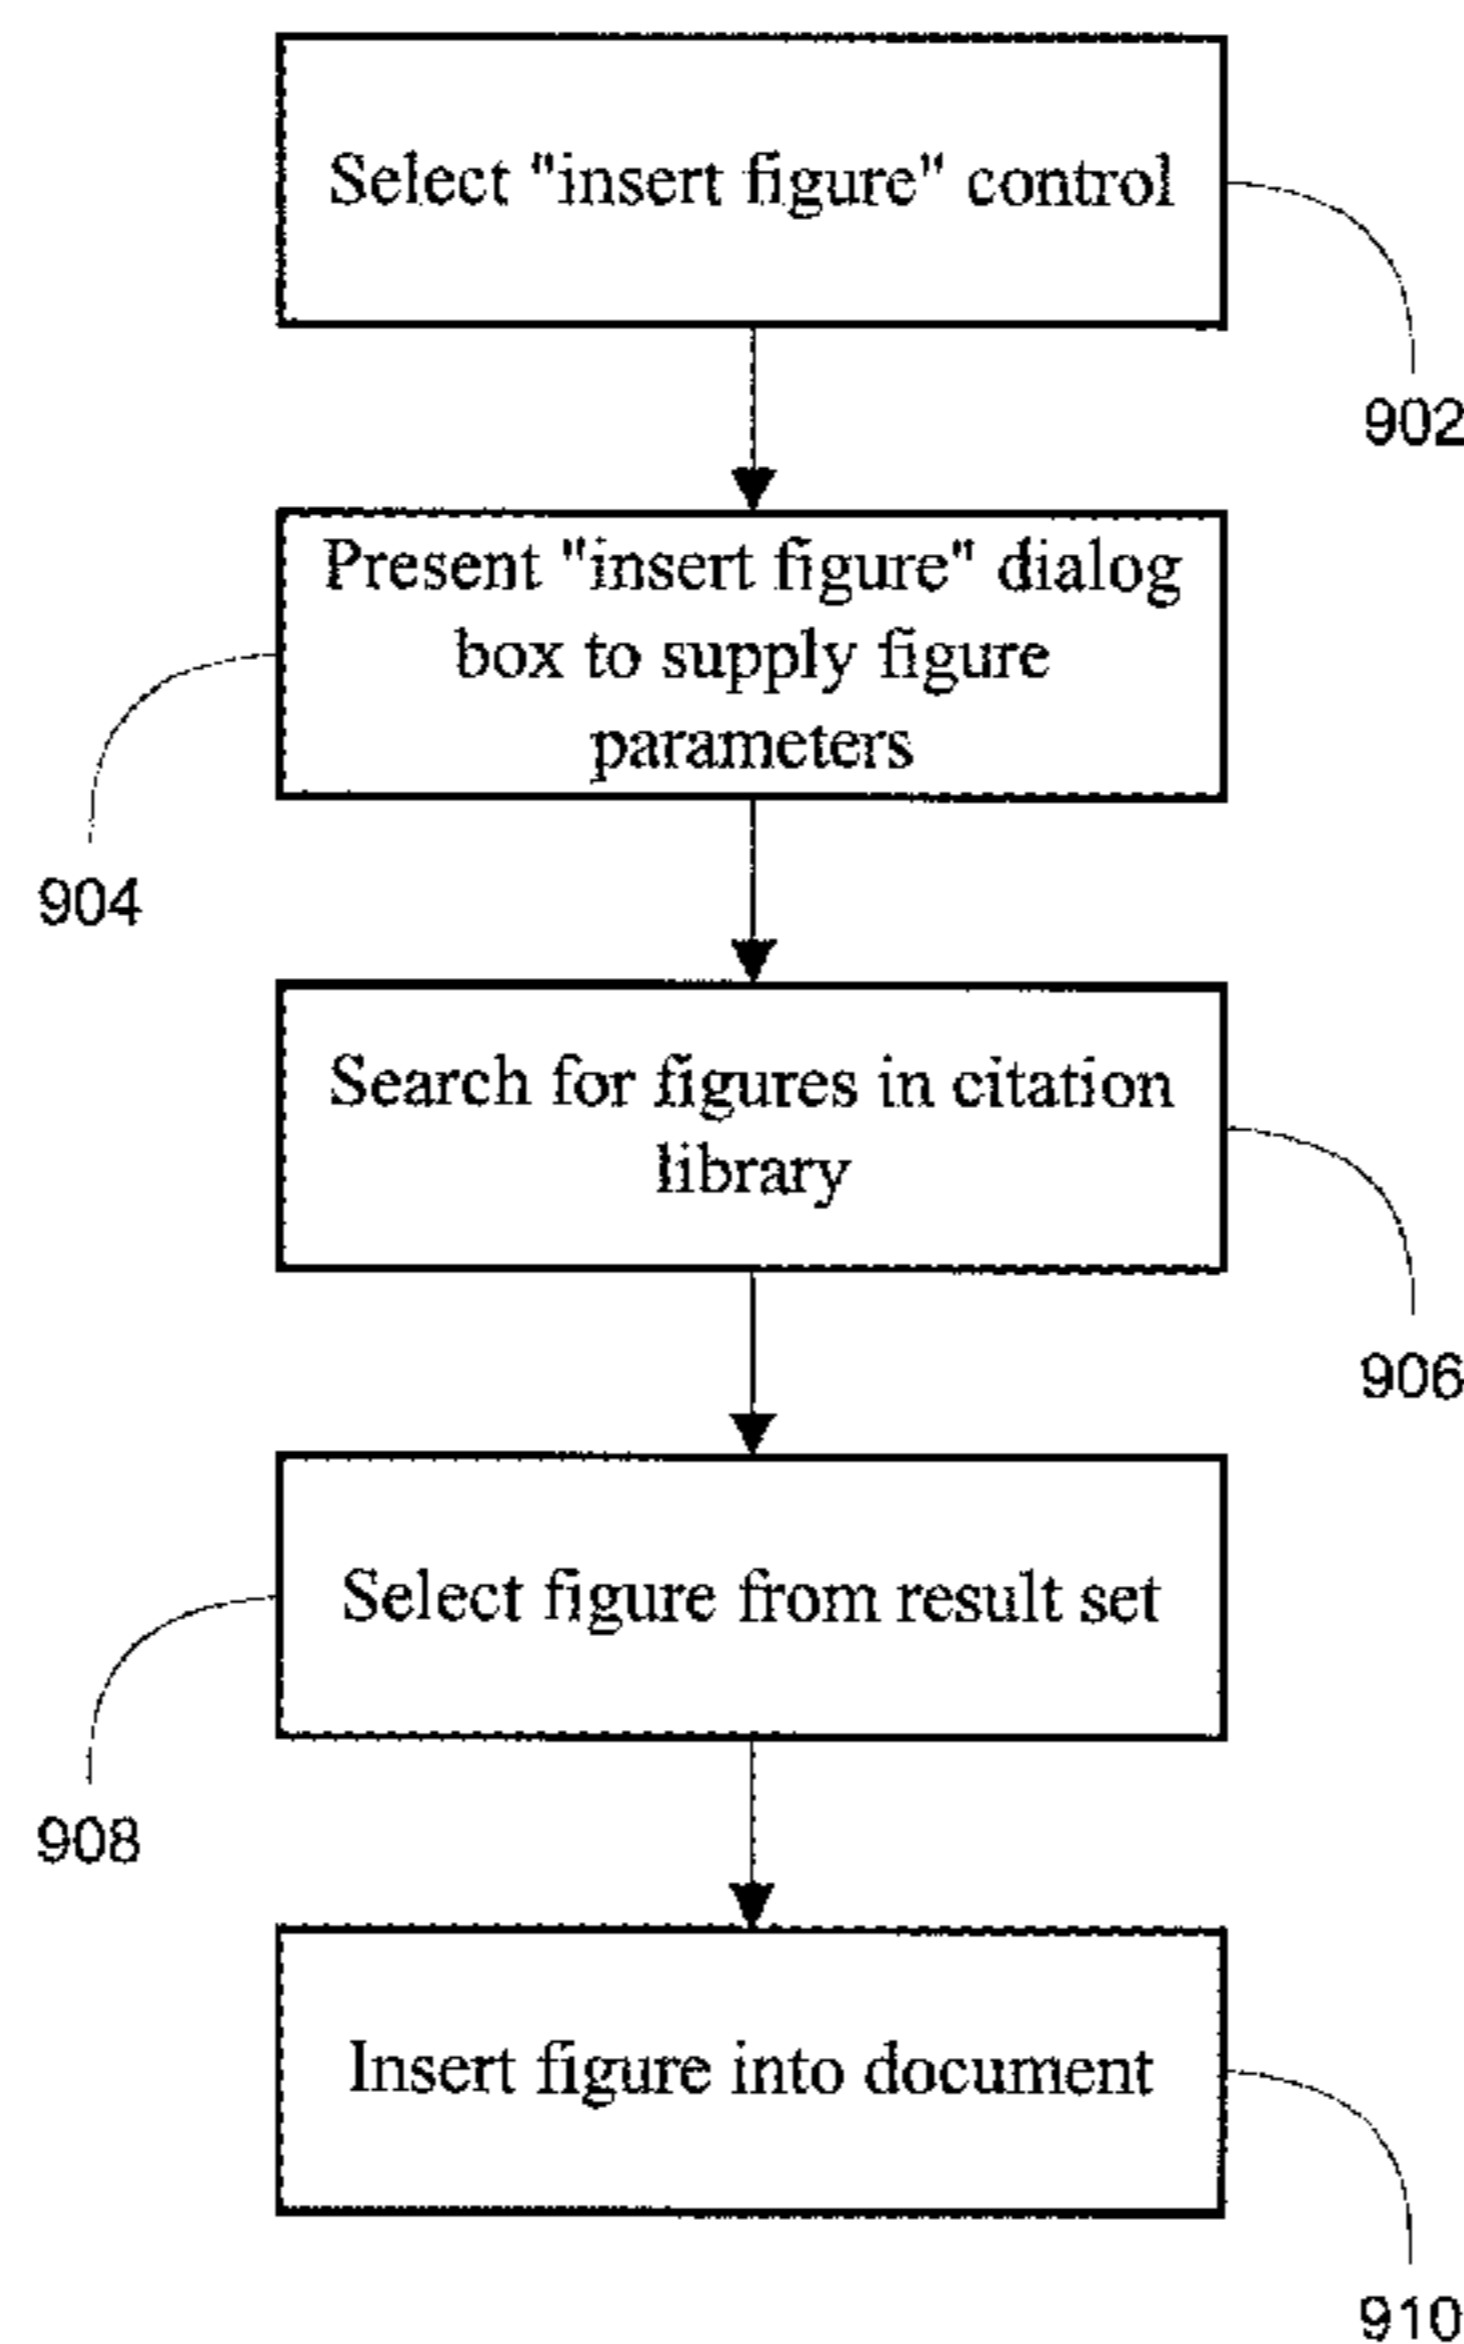 Select "insert figure" control
902
Present "insert figure" dialog
box to supply figure
parameters
904
Search for figures in citation
library
906
Select figure from result set
908
Insert figure into document
910